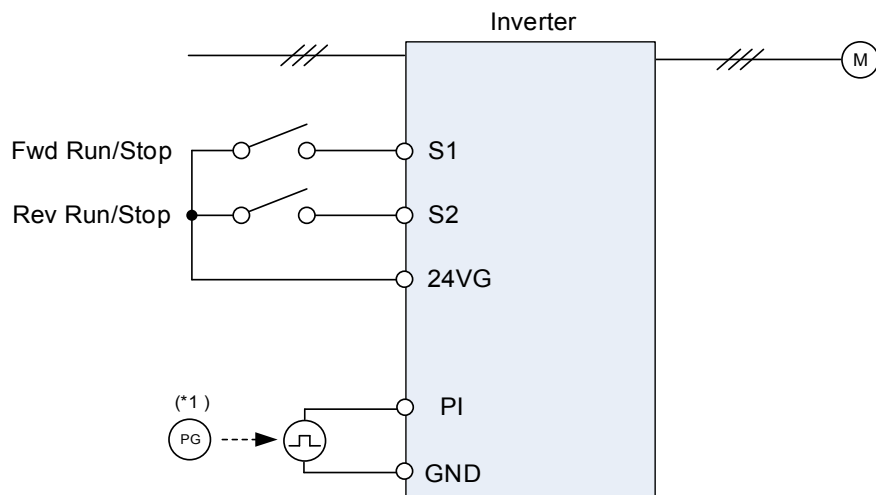 Inverter
M
Fwd Run/Stop
S1
Rev Run/Stop
S2
24VG
(*1 )
PI
PG
GND